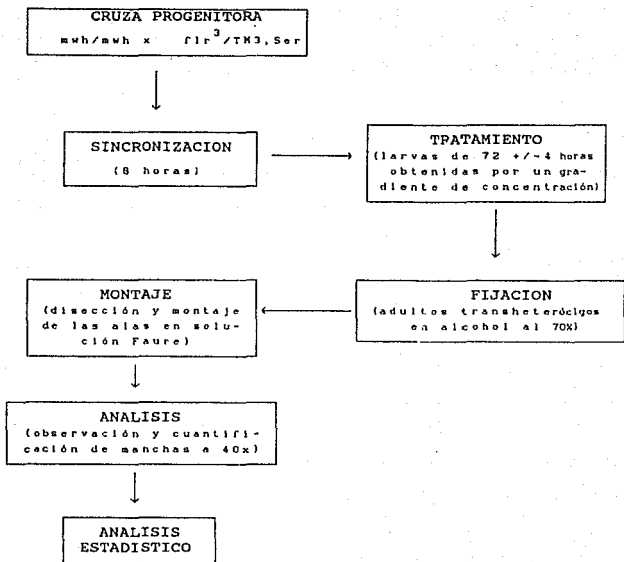 CRUZA PROGENITORA
mwh/mwh x flr³/TM3,Ser
SINCRONIZACION
(8 horas)
TPATAMIENTO
(larvas de 72 +/-4 horas
obtenidas por un gra-
diente de concentración)
MONTAJE
(disección y montaje
de las alas en solu-
ción Faure)
FIJACION
(adultos transheterócigos
en alcohol al 70%)
ANALISIS
(observación y cuantifi-
cación de manchas a 40x)
ANALISIS
ESTADISTICO